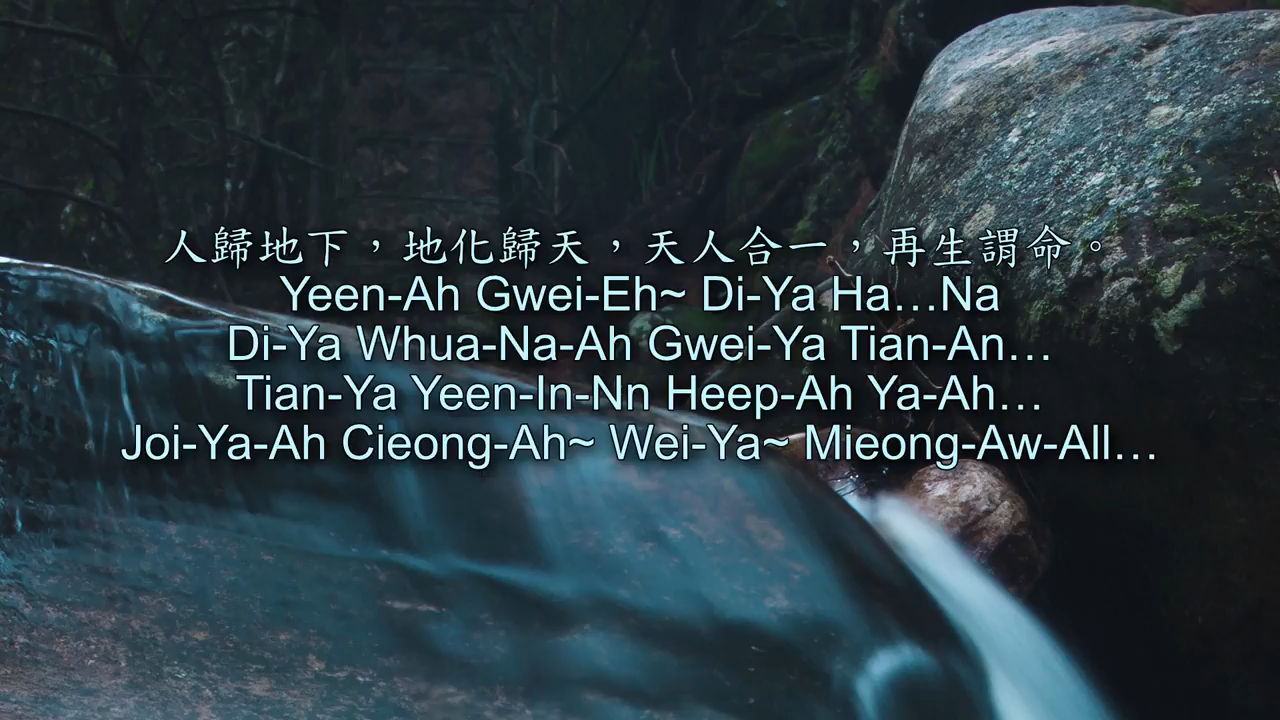 人歸地下，地化歸天，天人合一，再生謂命。
Yeen-Ah Gwei-Eh~ Di-Ya Ha…Na
Di-Ya Whua-Na-Ah Gwei-Ya Tian-An…
Tian-Ya Yeen-In-Nn Heep-Ah Ya-Ah…
Joi-Ya-Ah Cieong-Ah~ Wei-Ya~ Mieong-Aw-All…